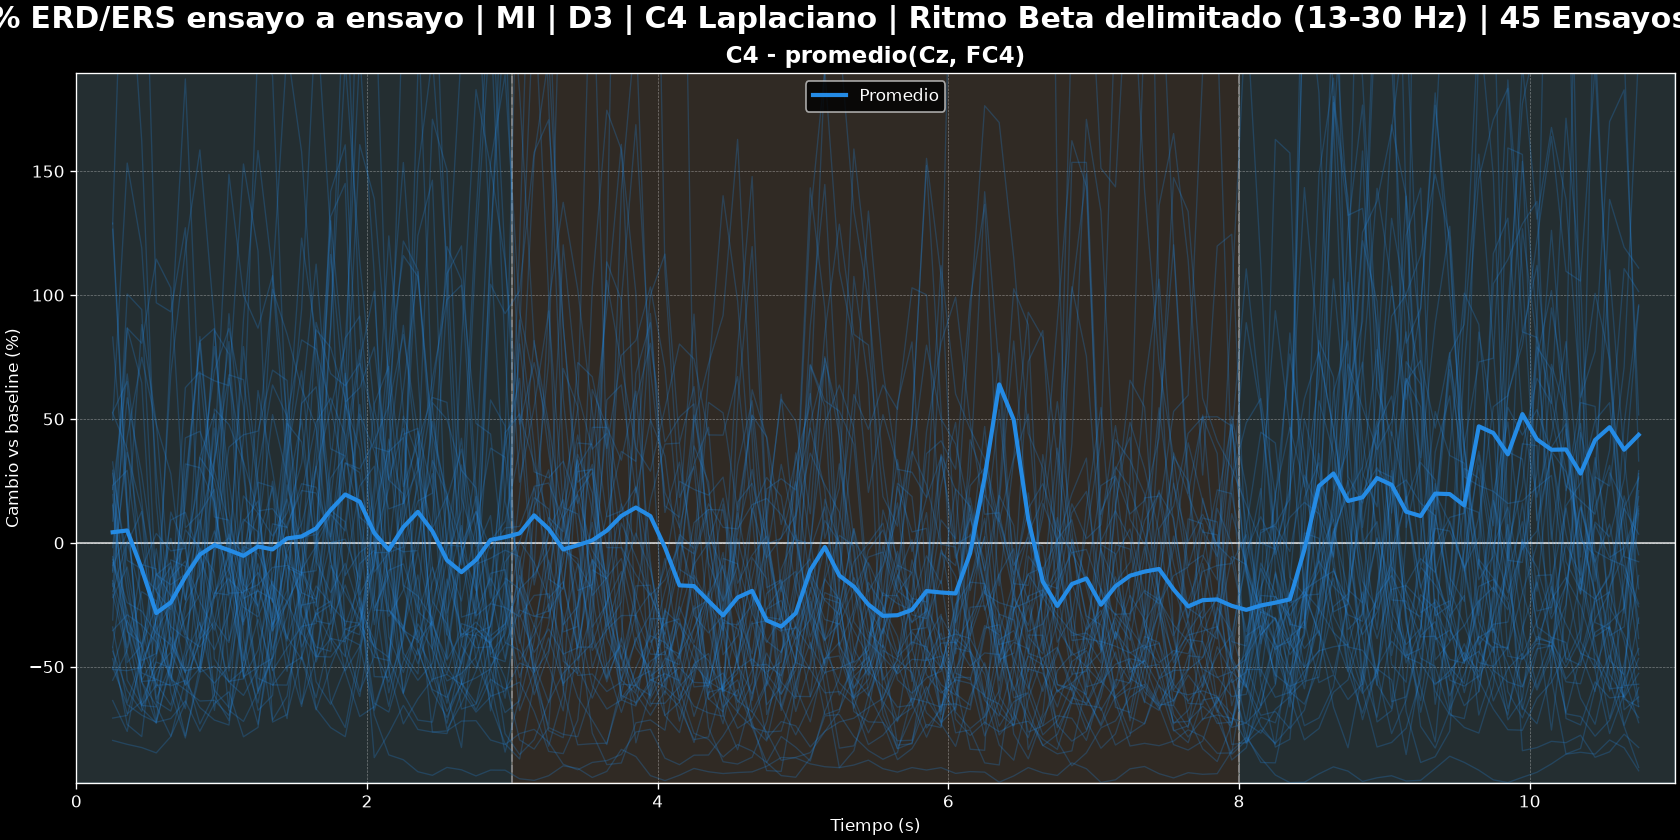 % ERD/ERS ensayo a ensayo | MI | D3 | C4 Laplaciano | Ritmo Beta delimitado (13-30 Hz) | 45 Ensayos
C4 - promedio(Cz, FC4)
Promedio
Cambio vs baseline (%)
150
100
50
0
−50
0 2 4 6 8 10
Tiempo (s)